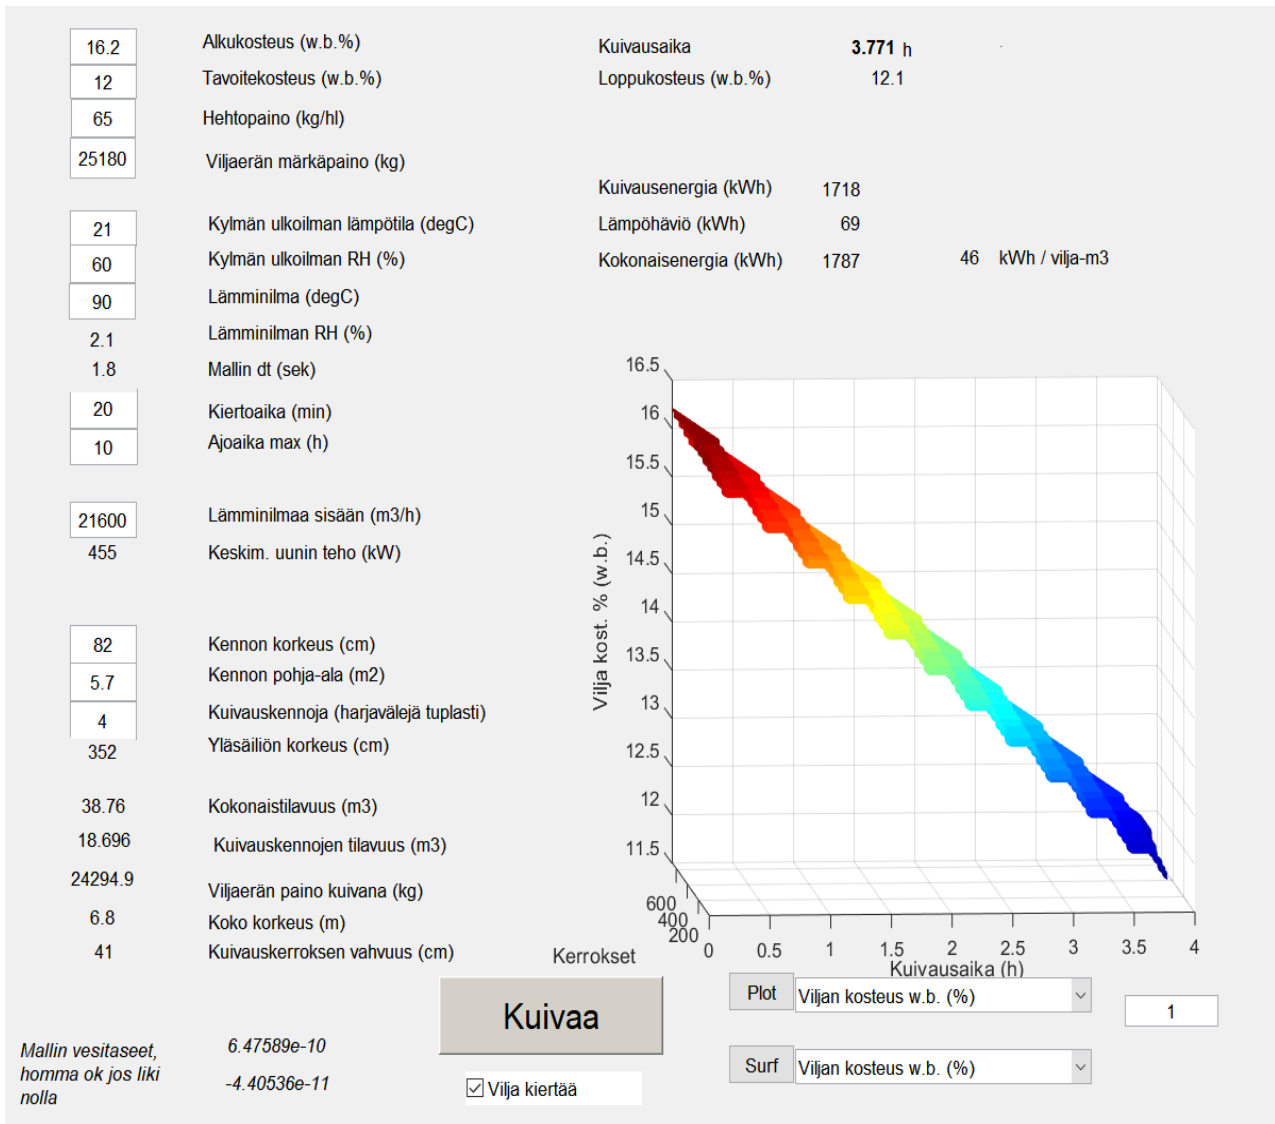 16.2 Alkukosteus (w.b.%)
12 Tavoitekosteus (w.b.%)
65 Hehtopaino (kg/hl)
25180 Viljaerän märkäpaino (kg)
21 Kylmän ulkoilman lämpötila (degC)
60 Kylmän ulkoilman RH (%)
90 Lämminilma (degC)
2.1 Lämminilman RH (%)
1.8 Mallin dt (sek)
20 Kiertoaika (min)
10 Ajoaika max (h)
21600 Lämminilmaa sisään (m3/h)
455 Keskim. uunin teho (kW)
82 Kennon korkeus (cm)
5.7 Kennon pohja-ala (m2)
4 Kuivauskennoja (harjavälejä tuplasti)
352 Yläsäiliön korkeus (cm)
38.76 Kokonaistilavuus (m3)
18.696 Kuivauskennojen tilavuus (m3)
24294.9 Viljaerän paino kuivana (kg)
6.8 Koko korkeus (m)
41 Kuivauskerroksen vahvuus (cm)
Mallin vesitaseet,
homma ok jos liki
nolla
6.47589e-10
-4.40536e-11
Kuivausaika 3.771 h
Loppukosteus (w.b.%) 12.1
Kuivausenergia (kWh) 1718
Lämpöhäviö (kWh) 69
Kokonaisenergia (kWh) 1787 46 kWh / vilja-m3
Vilja kost. % (w.b.)
16.5
16
15.5
15
14.5
14
13.5
13
12.5
12
11.5
600
400
200
Kerrokset
0 0.5 1 1.5 2 2.5 3 3.5 4
Kuivausaika (h)
Kuivaa
Vilja kiertää
Plot Viljan kosteus w.b. (%) 1
Surf Viljan kosteus w.b. (%)